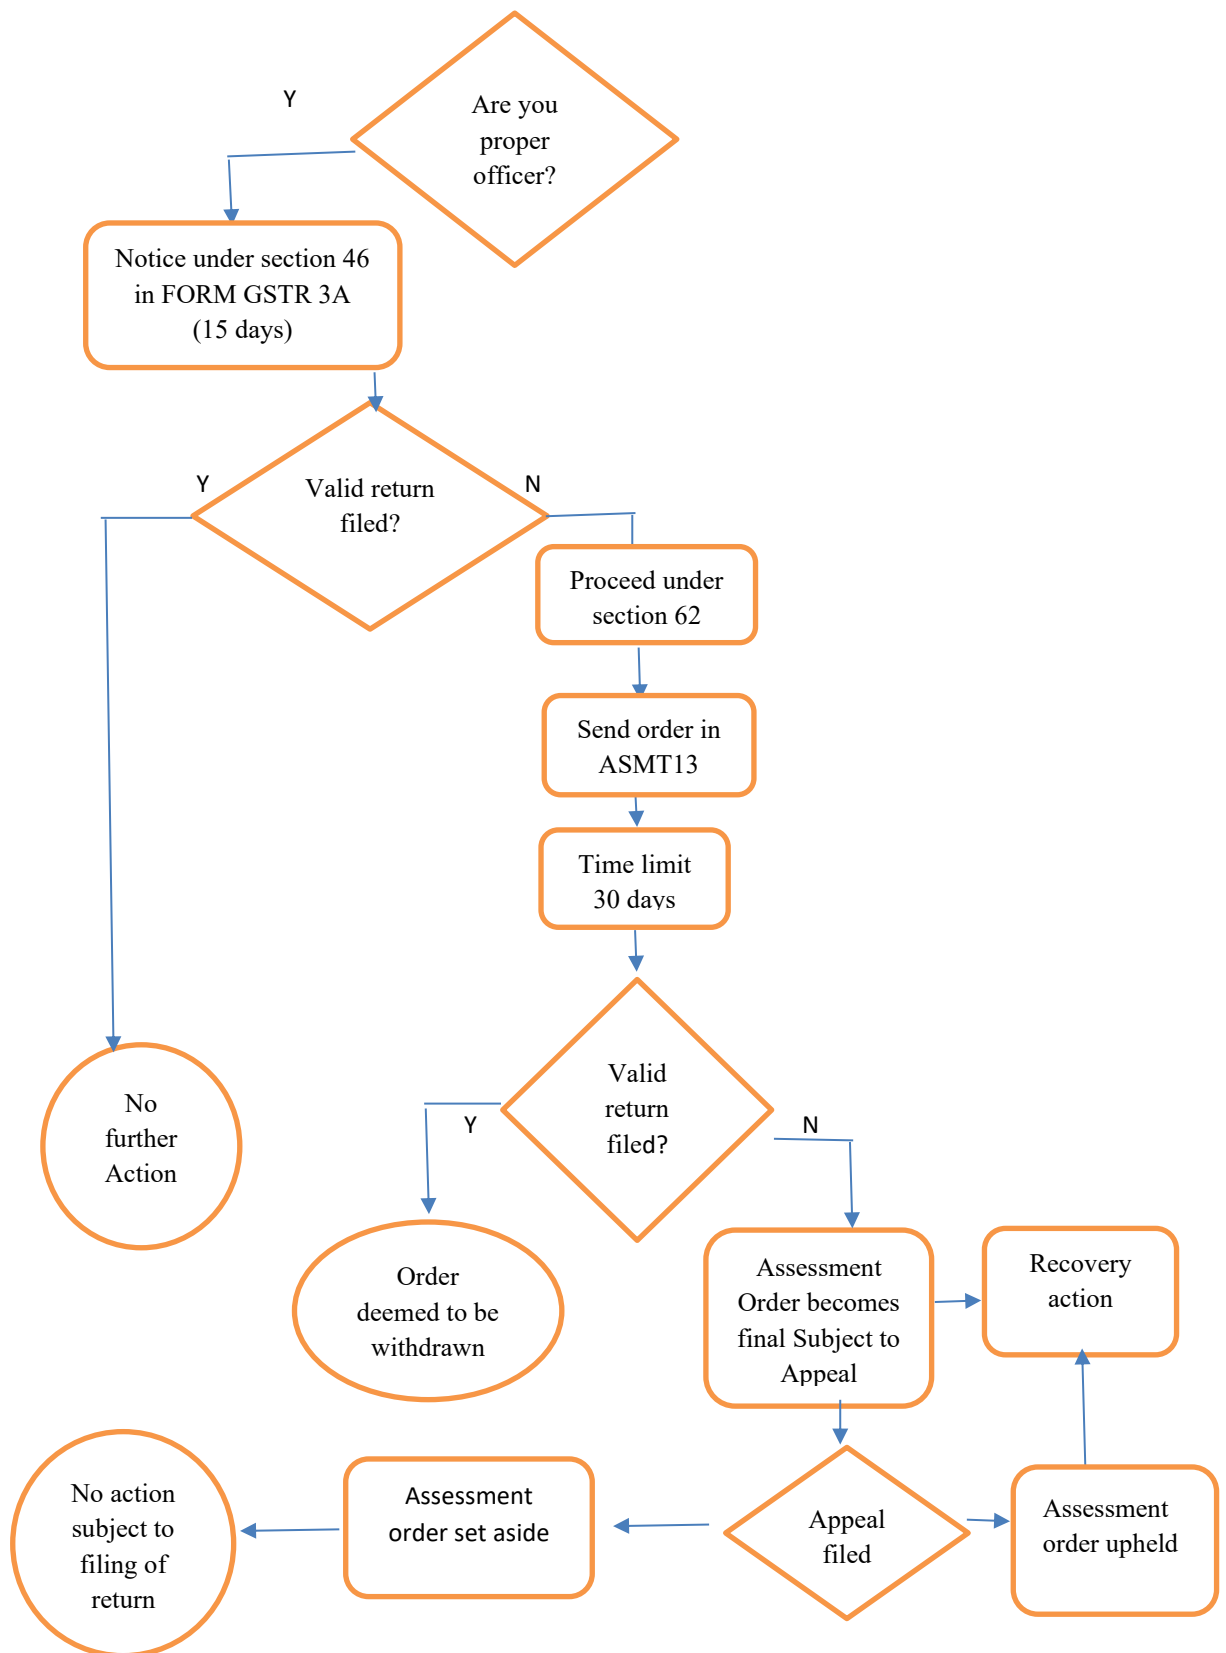 Y
Are you
proper
officer?
Notice under section 46
in FORM GSTR 3A
(15 days)
Y
Valid return
filed?
N
Proceed under
section 62
Send order in
ASMT13
Time limit
30 days
Valid
return
filed?
Y
N
No
further
Action
Order
deemed to be
withdrawn
Assessment
Order becomes
final Subject to
Appeal
Recovery
action
No action
subject to
filing of
return
Assessment
order set aside
Appeal
filed
Assessment
order upheld